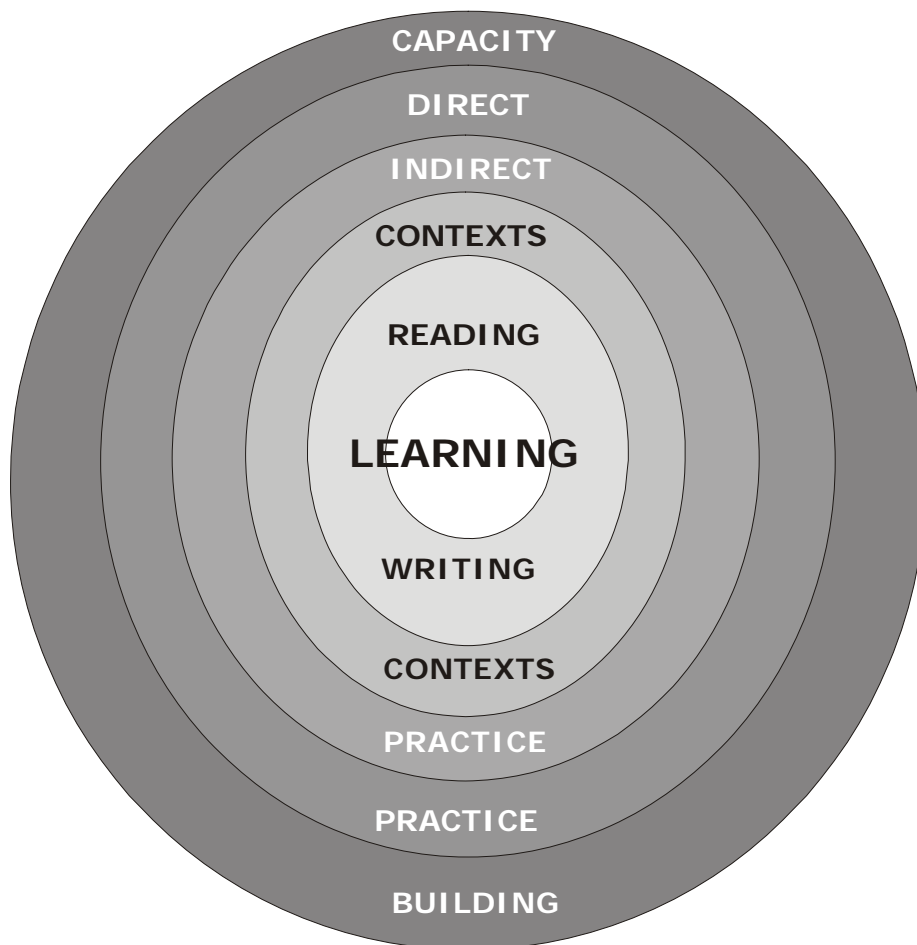 CAPACITY
DIRECT
INDIRECT
CONTEXTS
READING
LEARNING
WRITING
CONTEXTS
PRACTICE
PRACTICE
BUILDING